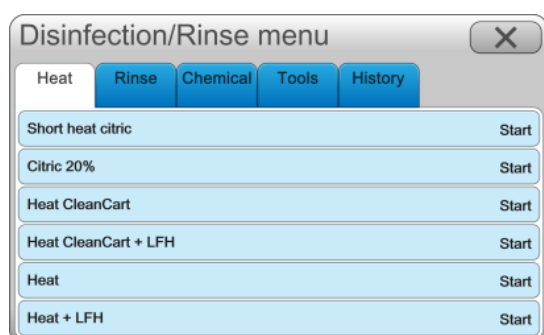 Disinfection/Rinse menu
Heat Rinse Chemical Tools History
Short heat citric Start
Citric 20% Start
Heat CleanCart Start
Heat CleanCart + LFH Start
Heat Start
Heat + LFH Start